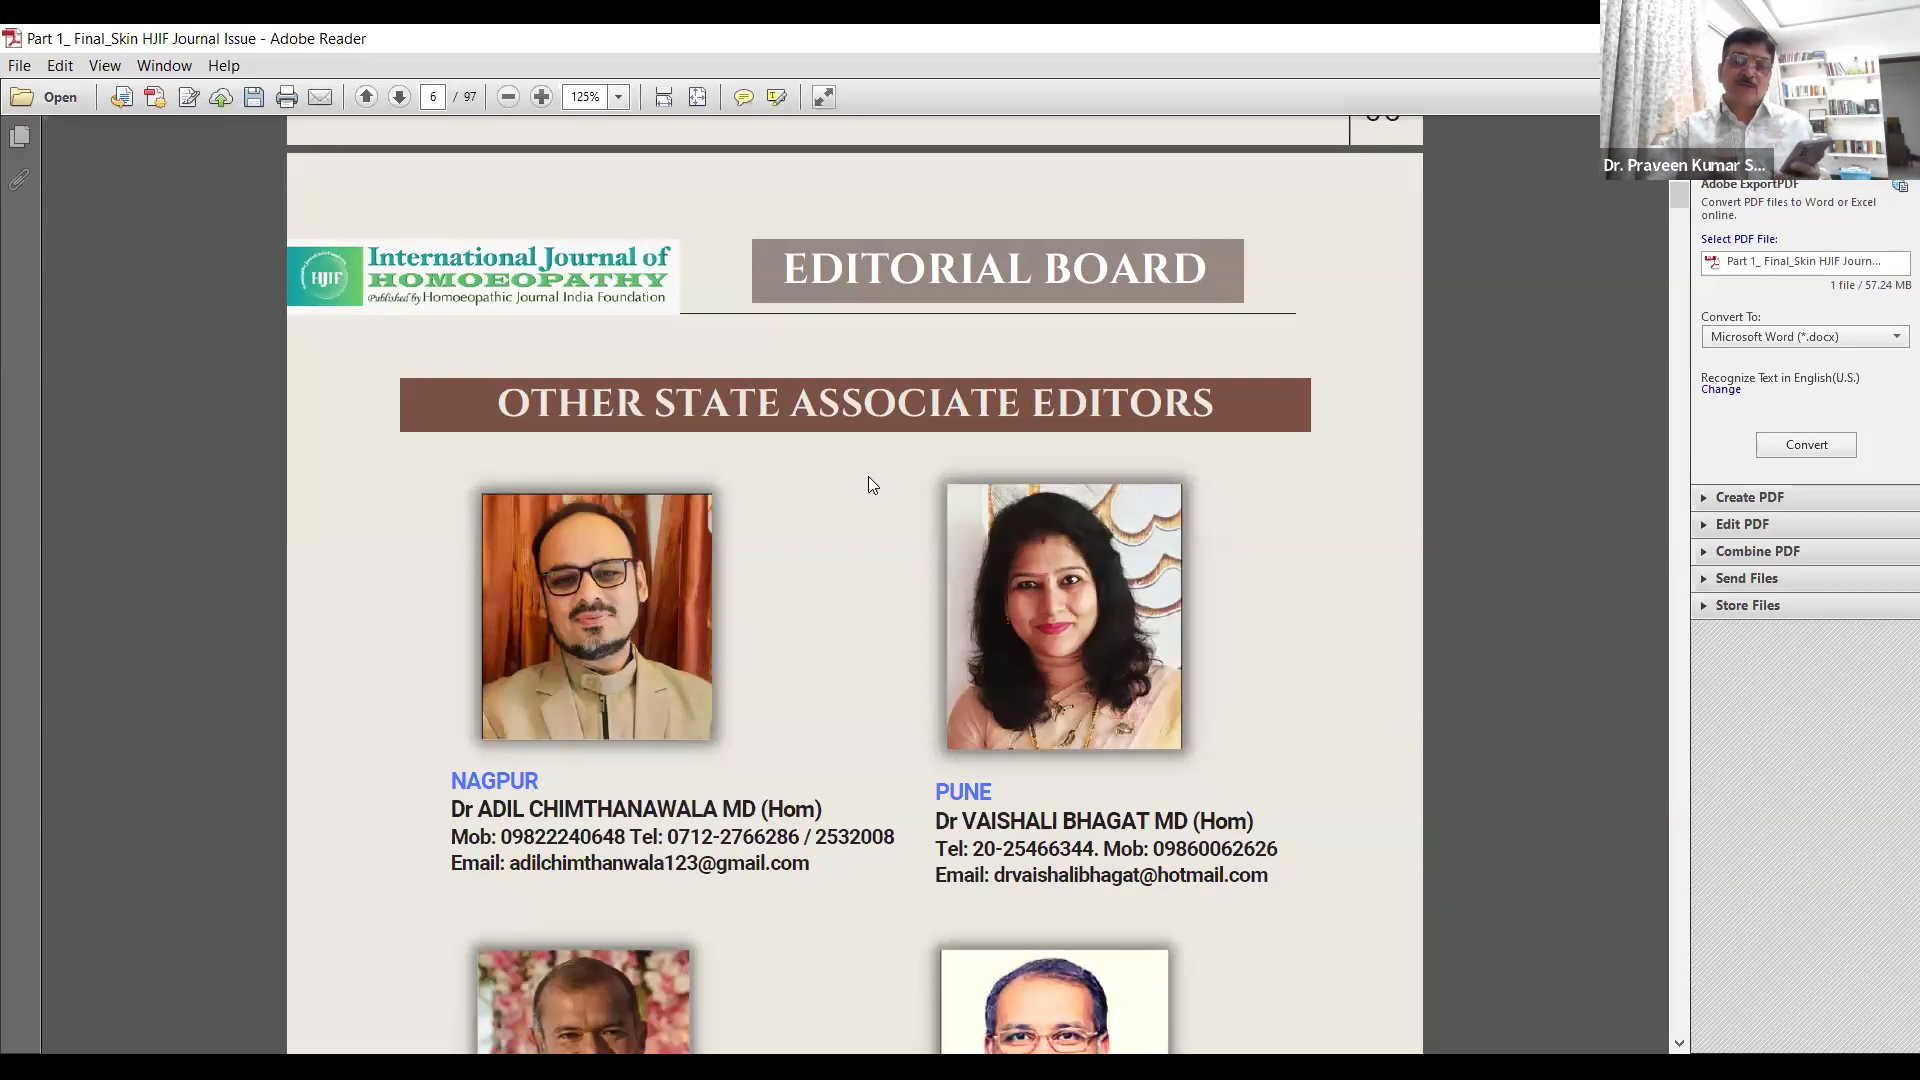 Part 1_ Final_Skin HJIF Journal Issue - Adobe Reader
File Edit View Window Help
Open 6 / 97 125%
Dr. Praveen Kumar S...
International Journal of
HOMOEOPATHY
Published by Homoeopathic Journal India Foundation
HJIF
EDITORIAL BOARD
OTHER STATE ASSOCIATE EDITORS
NAGPUR
Dr ADIL CHIMTHANAWALA MD (Hom)
Mob: 09822240648 Tel: 0712-2766286 / 2532008
Email: adilchimthanwala123@gmail.com
PUNE
Dr VAISHALI BHAGAT MD (Hom)
Tel: 20-25466344. Mob: 09860062626
Email: drvaishalibhagat@hotmail.com
Adobe ExportPDF
Convert PDF files to Word or Excel
online.
Select PDF File:
Part 1_ Final_Skin HJIF Journ...
1 file / 57.24 MB
Convert To:
Microsoft Word (*.docx)
Recognize Text in English(U.S.)
Change
Convert
Create PDF
Edit PDF
Combine PDF
Send Files
Store Files